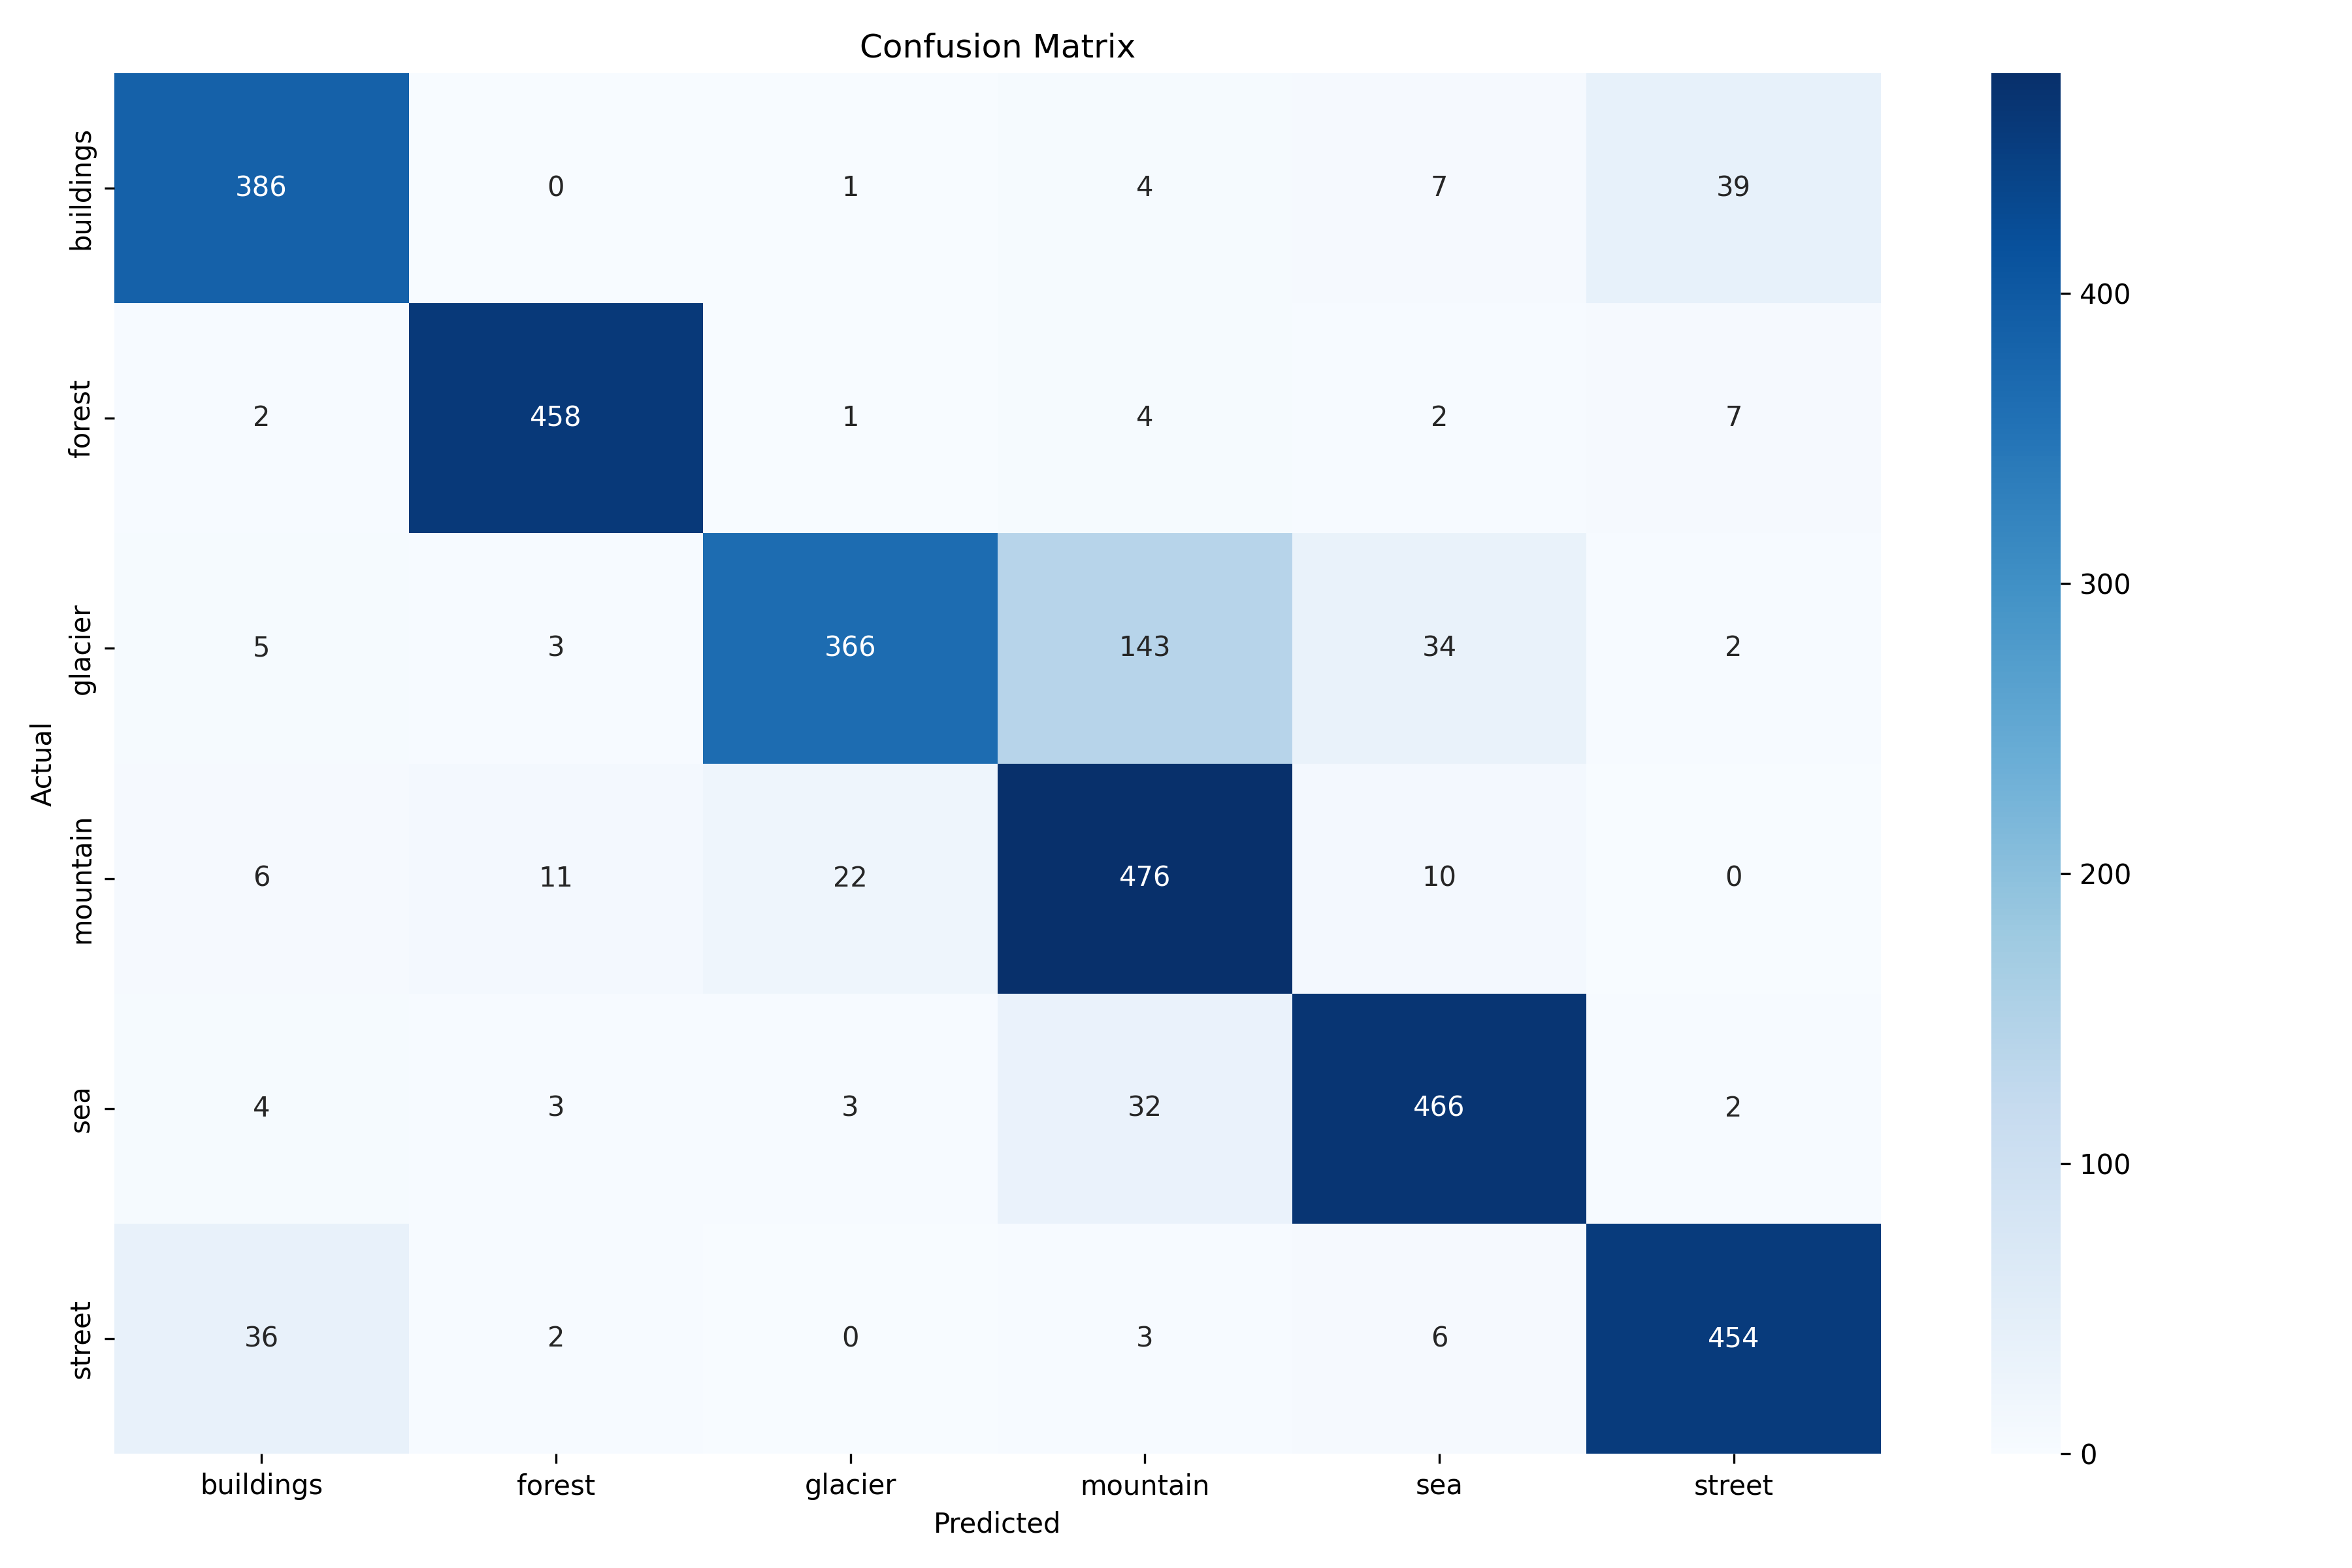 Confusion Matrix
buildings
386 0 1 4 7 39
forest
2 458 1 4 2 7
glacier
5 3 366 143 34 2
mountain
6 11 22 476 10 0
sea
4 3 3 32 466 2
street
36 2 0 3 6 454
Actual
buildings forest glacier mountain sea street
Predicted
400
300
200
100
0